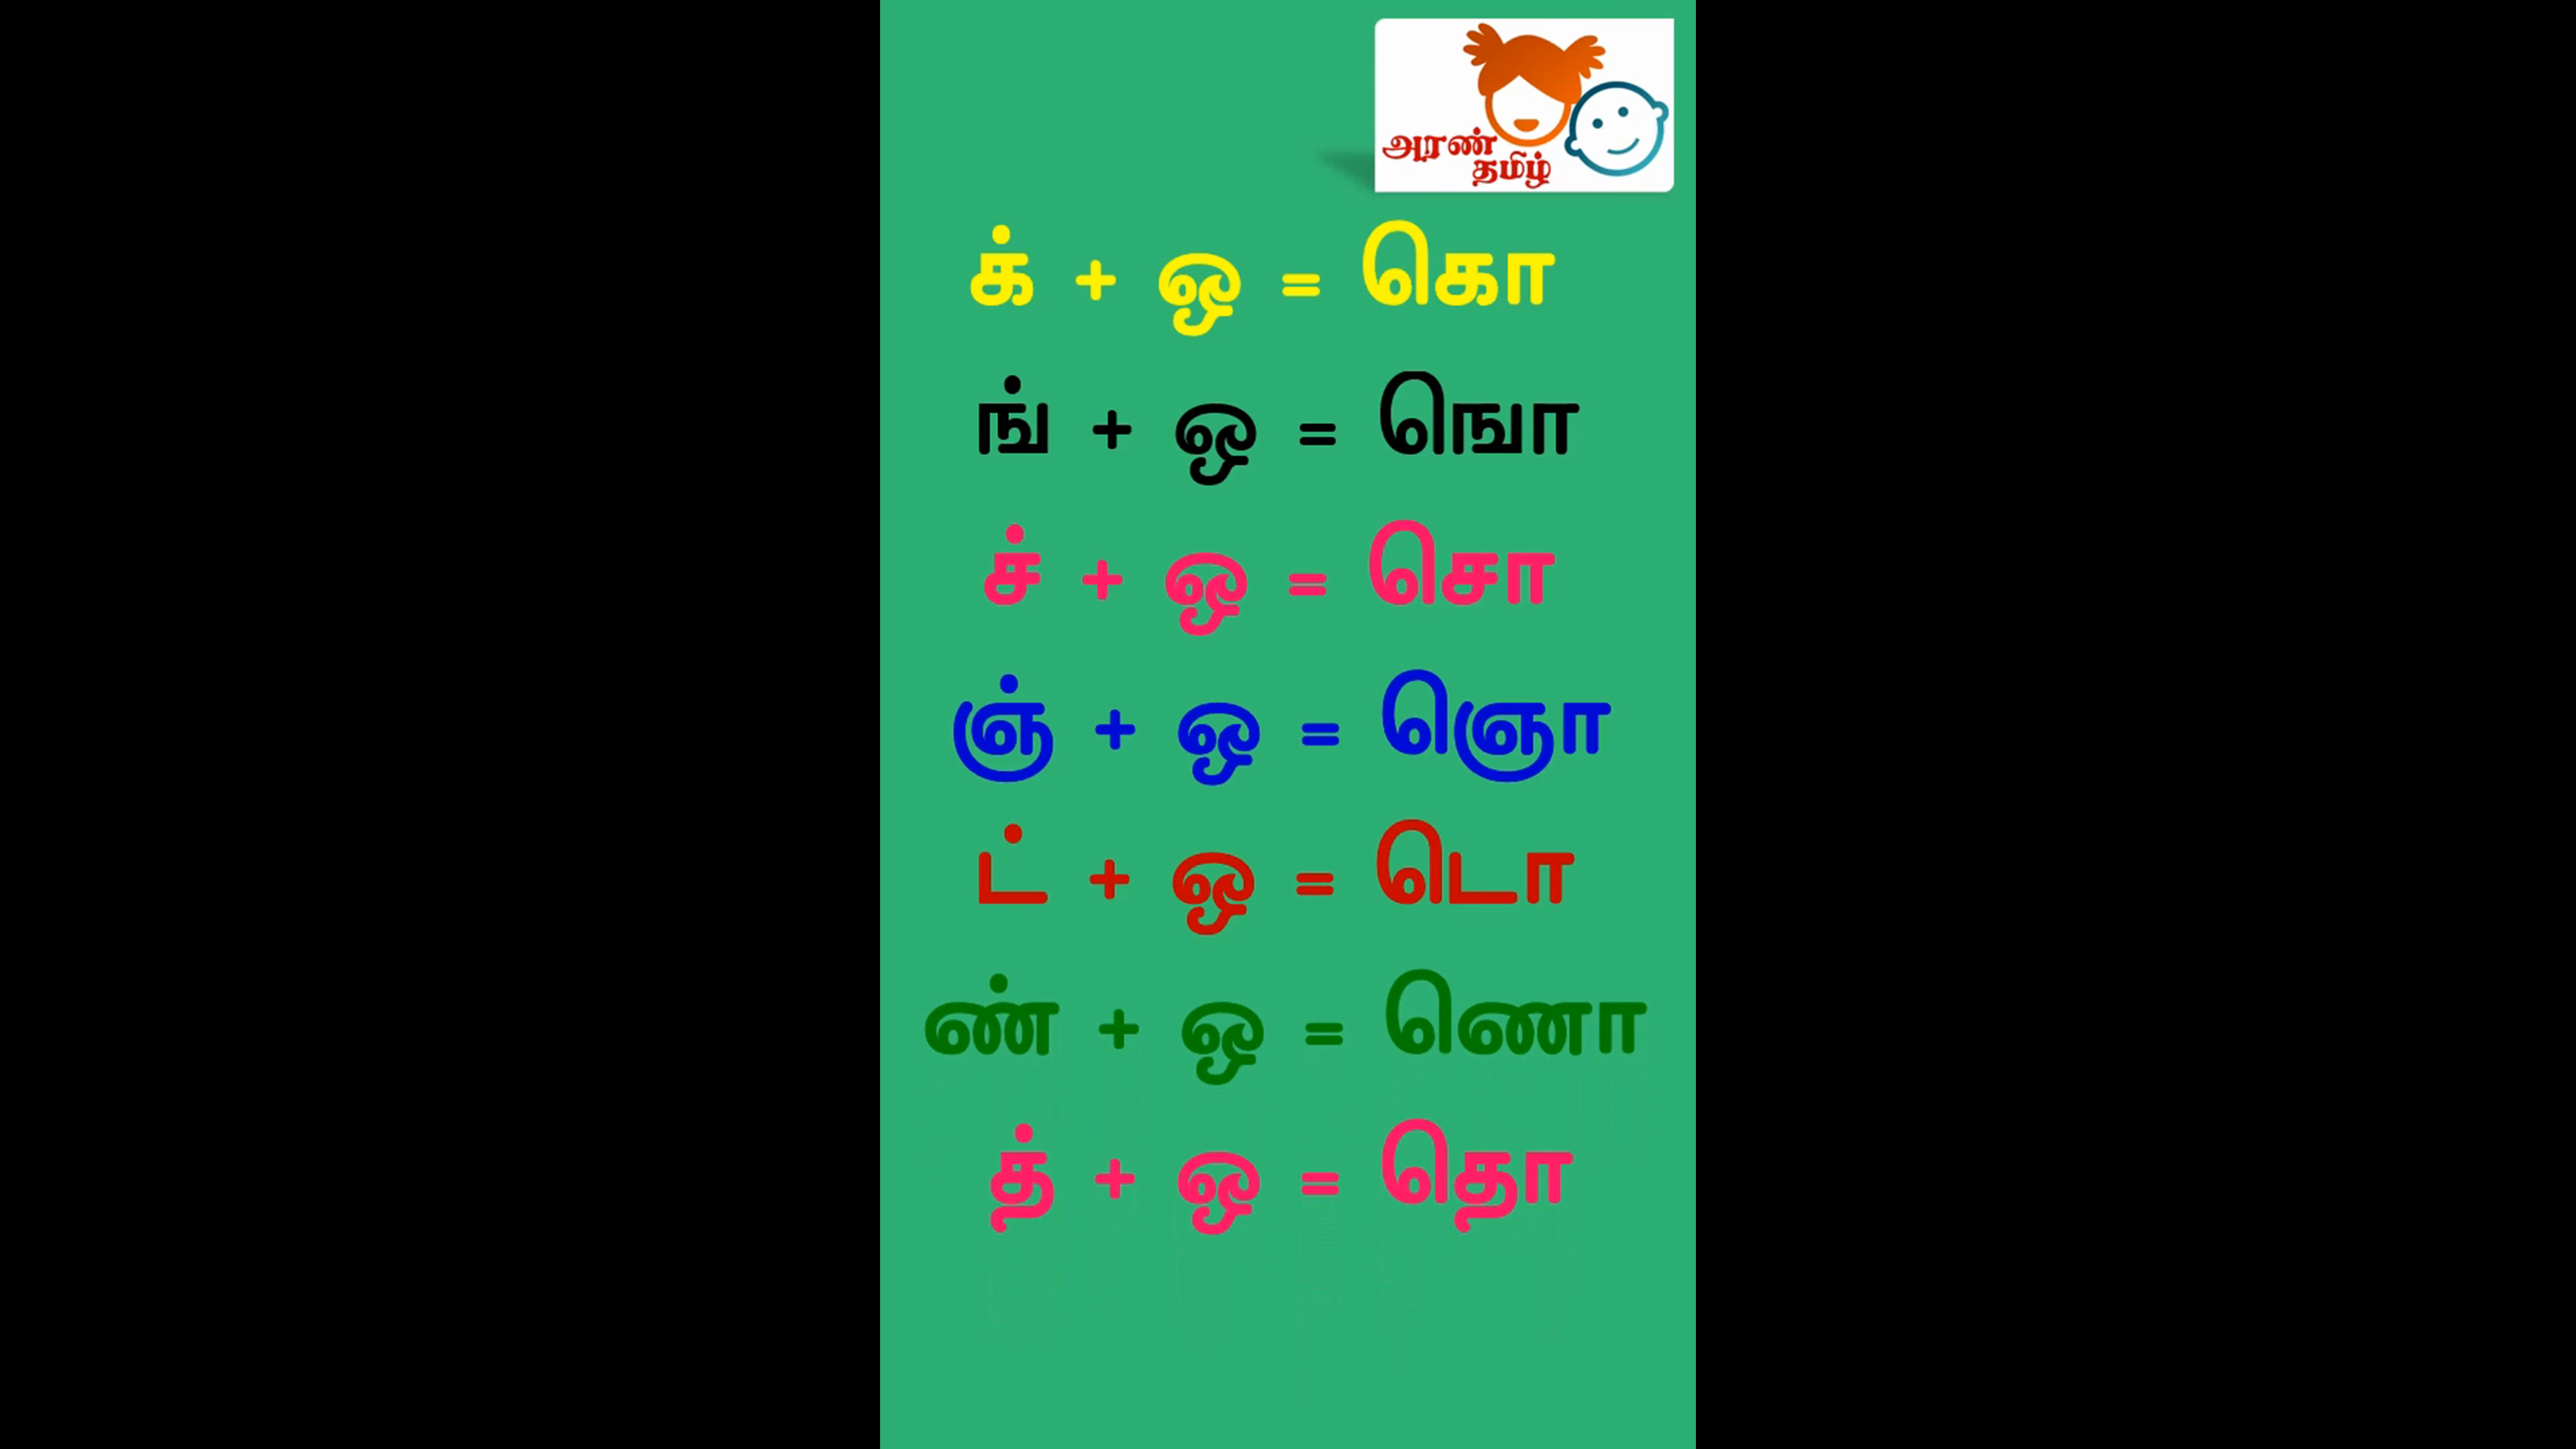 அரண்
தமிழ்
க் + ஒ = கொ
ங் + ஒ = ஙொ
ச் + ஒ = சொ
ஞ் + ஒ = ஞொ
ட் + ஒ = டொ
ண் + ஒ = ணொ
த் + ஒ = தொ